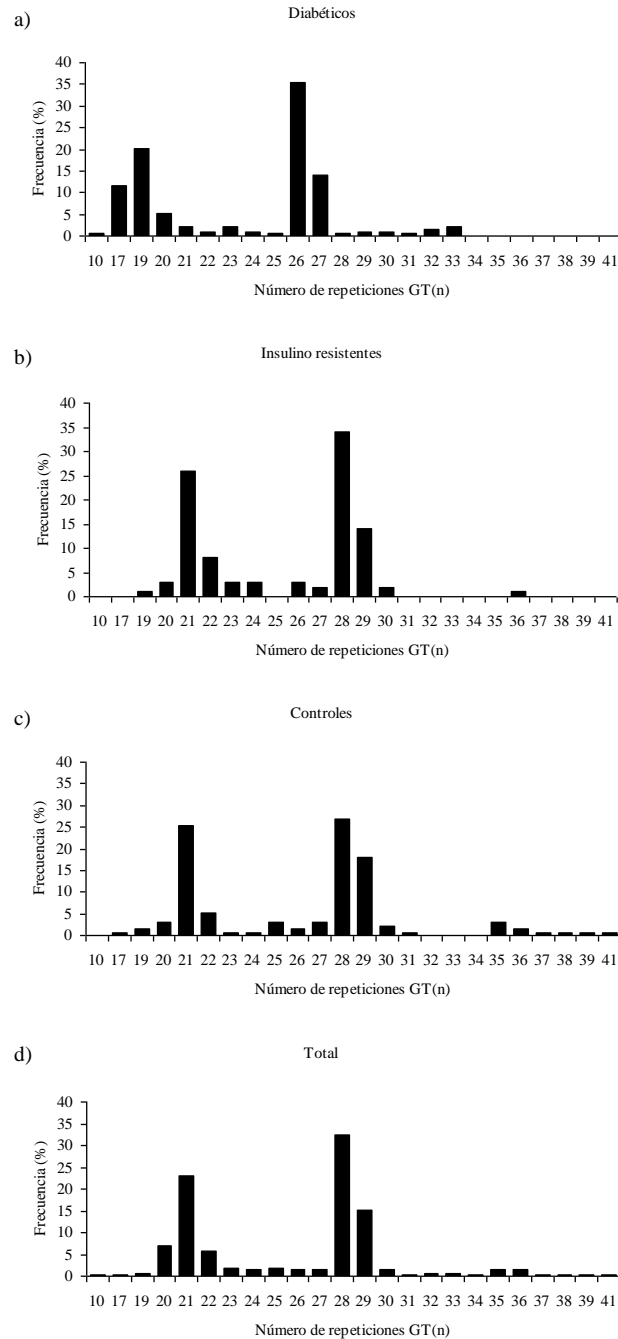 a)
Diabéticos
Frecuencia (%)
40
35
30
25
20
15
10
5
0
10 17 19 20 21 22 23 24 25 26 27 28 29 30 31 32 33 34 35 36 37 38 39 41
Número de repeticiones GT(n)
b)
Insulino resistentes
Frecuencia (%)
40
35
30
25
20
15
10
5
0
10 17 19 20 21 22 23 24 25 26 27 28 29 30 31 32 33 34 35 36 37 38 39 41
Número de repeticiones GT(n)
c)
Controles
Frecuencia (%)
40
35
30
25
20
15
10
5
0
10 17 19 20 21 22 23 24 25 26 27 28 29 30 31 32 33 34 35 36 37 38 39 41
Número de repeticiones GT(n)
d)
Total
Frecuencia (%)
40
35
30
25
20
15
10
5
0
10 17 19 20 21 22 23 24 25 26 27 28 29 30 31 32 33 34 35 36 37 38 39 41
Número de repeticiones GT(n)